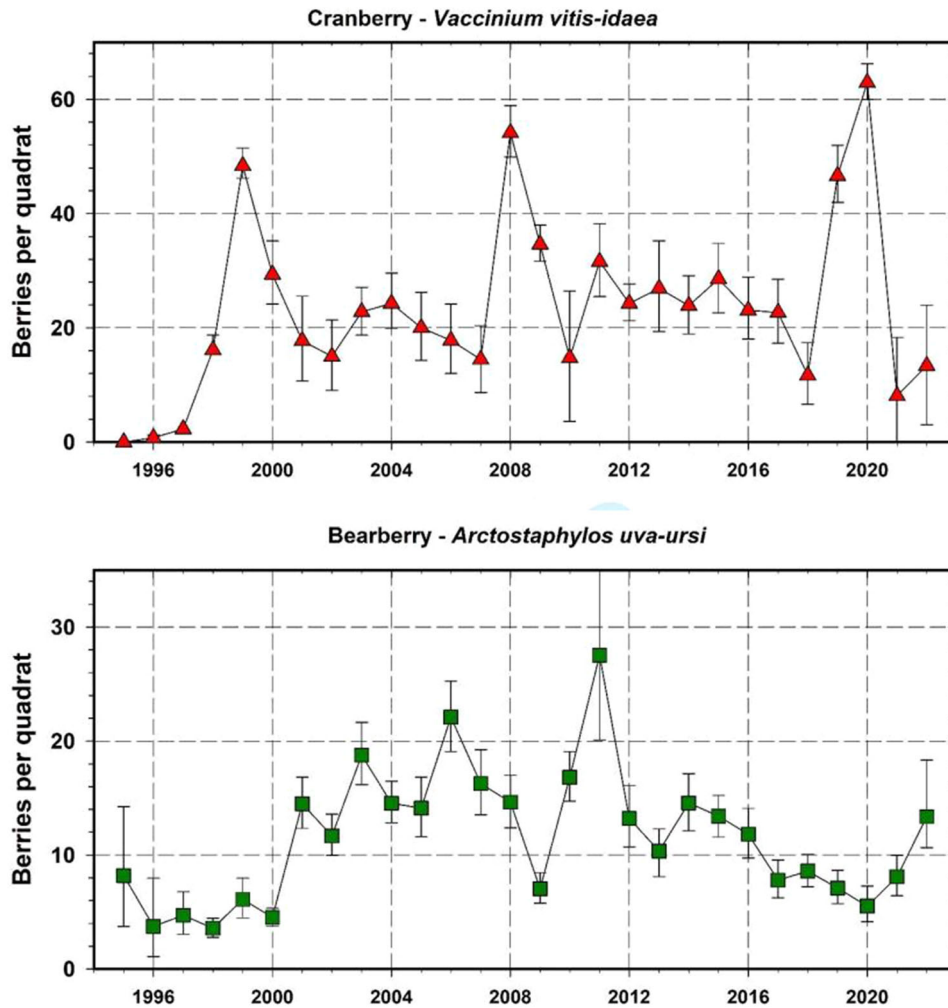 Cranberry - Vaccinium vitis-idaea
Berries per quadrat
60
40
20
0
1996 2000 2004 2008 2012 2016 2020
Bearberry - Arctostaphylos uva-ursi
Berries per quadrat
30
20
10
0
1996 2000 2004 2008 2012 2016 2020